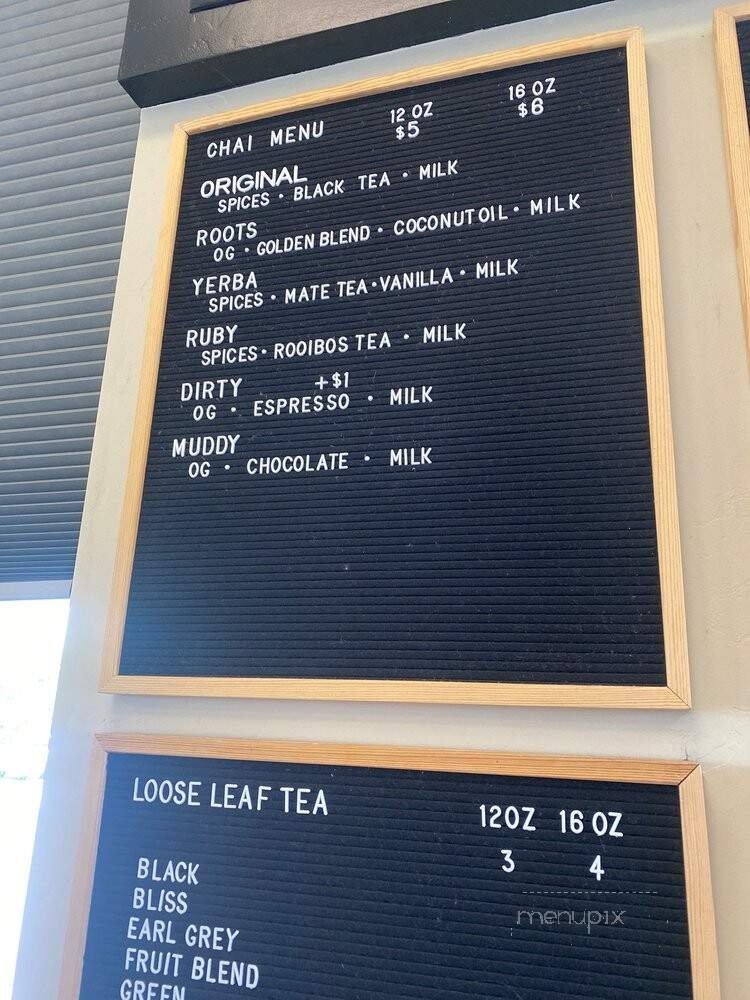 CHAI MENU 12 OZ 16 OZ
$5 $6
ORIGINAL
SPICES · BLACK TEA · MILK
ROOTS
OG · GOLDEN BLEND · COCONUT OIL · MILK
YERBA
SPICES · MATE TEA · VANILLA · MILK
RUBY
SPICES · ROOIBOS TEA · MILK
DIRTY +$1
OG · ESPRESSO · MILK
MUDDY
OG · CHOCOLATE · MILK
LOOSE LEAF TEA 12OZ 16 OZ
3 4
BLACK
BLISS
EARL GREY
FRUIT BLEND
GREEN
menupix